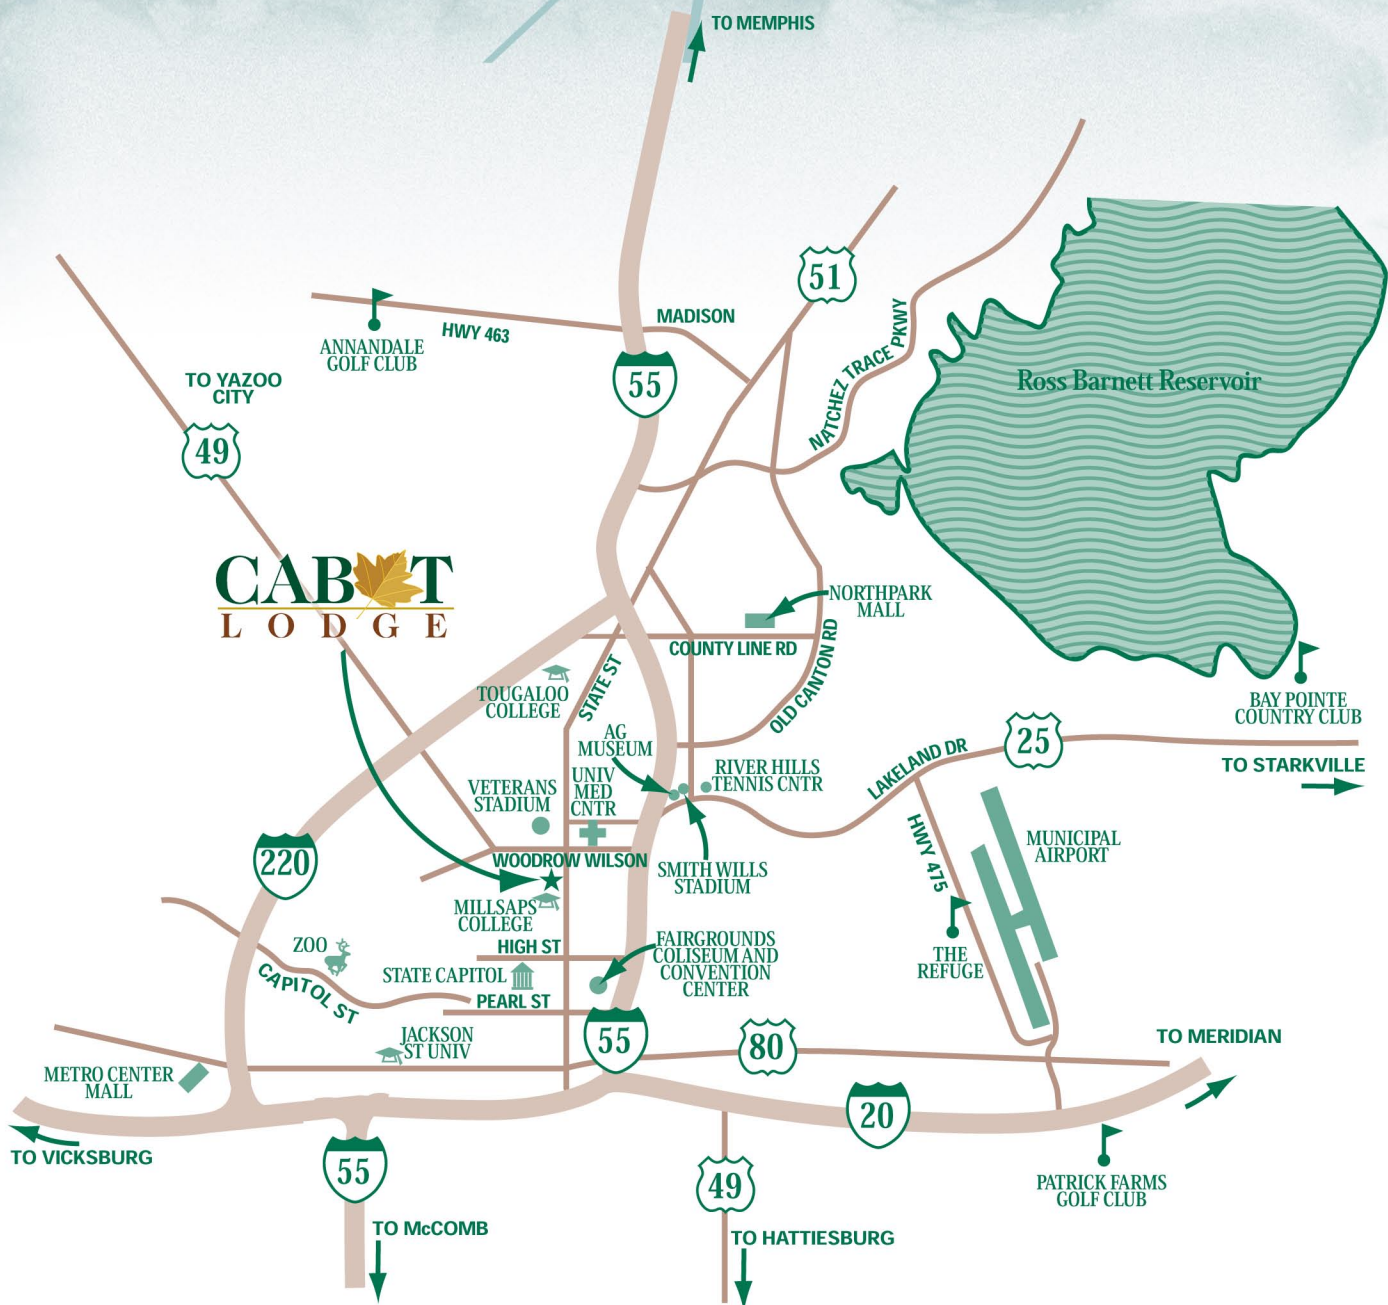 TO MEMPHIS
51
MADISON
HWY 463
ANNANDALE
GOLF CLUB
NATCHEZ TRACE PKWY
55
Ross Barnett Reservoir
TO YAZOO
CITY
49
CABOT
LODGE
NORTHPARK
MALL
COUNTY LINE RD
OLD CANTON RD
STATE ST
TOUGALOO
COLLEGE
BAY POINTE
COUNTRY CLUB
25
LAKELAND DR
TO STARKVILLE
AG
MUSEUM
RIVER HILLS
TENNIS CNTR
UNIV
MED
CNTR
VETERANS
STADIUM
HWY 475
MUNICIPAL
AIRPORT
220
WOODROW WILSON
SMITH WILLS
STADIUM
MILLSAPS
COLLEGE
HIGH ST
FAIRGROUNDS
COLISEUM AND
CONVENTION
CENTER
THE
REFUGE
ZOO
CAPITOL ST
STATE CAPITOL
PEARL ST
JACKSON
ST UNIV
55
80
TO MERIDIAN
METRO CENTER
MALL
20
TO VICKSBURG
55
49
PATRICK FARMS
GOLF CLUB
TO McCOMB
TO HATTIESBURG